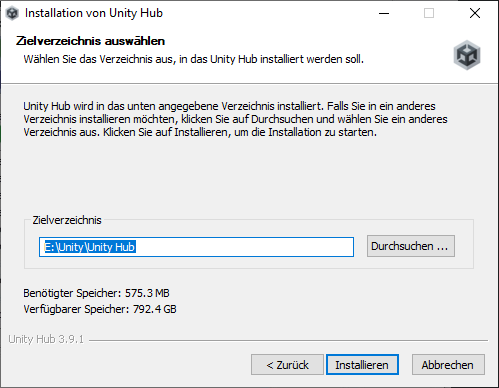 Installation von Unity Hub
Zielverzeichnis auswählen
Wählen Sie das Verzeichnis aus, in das Unity Hub installiert werden soll.
Unity Hub wird in das unten angegebene Verzeichnis installiert. Falls Sie in ein anderes
Verzeichnis installieren möchten, klicken Sie auf Durchsuchen und wählen Sie ein anderes
Verzeichnis aus. Klicken Sie auf Installieren, um die Installation zu starten.
Zielverzeichnis
E:\Unity\Unity Hub
Durchsuchen ...
Benötigter Speicher: 575.3 MB
Verfügbarer Speicher: 792.4 GB
Unity Hub 3.9.1
< Zurück
Installieren
Abbrechen